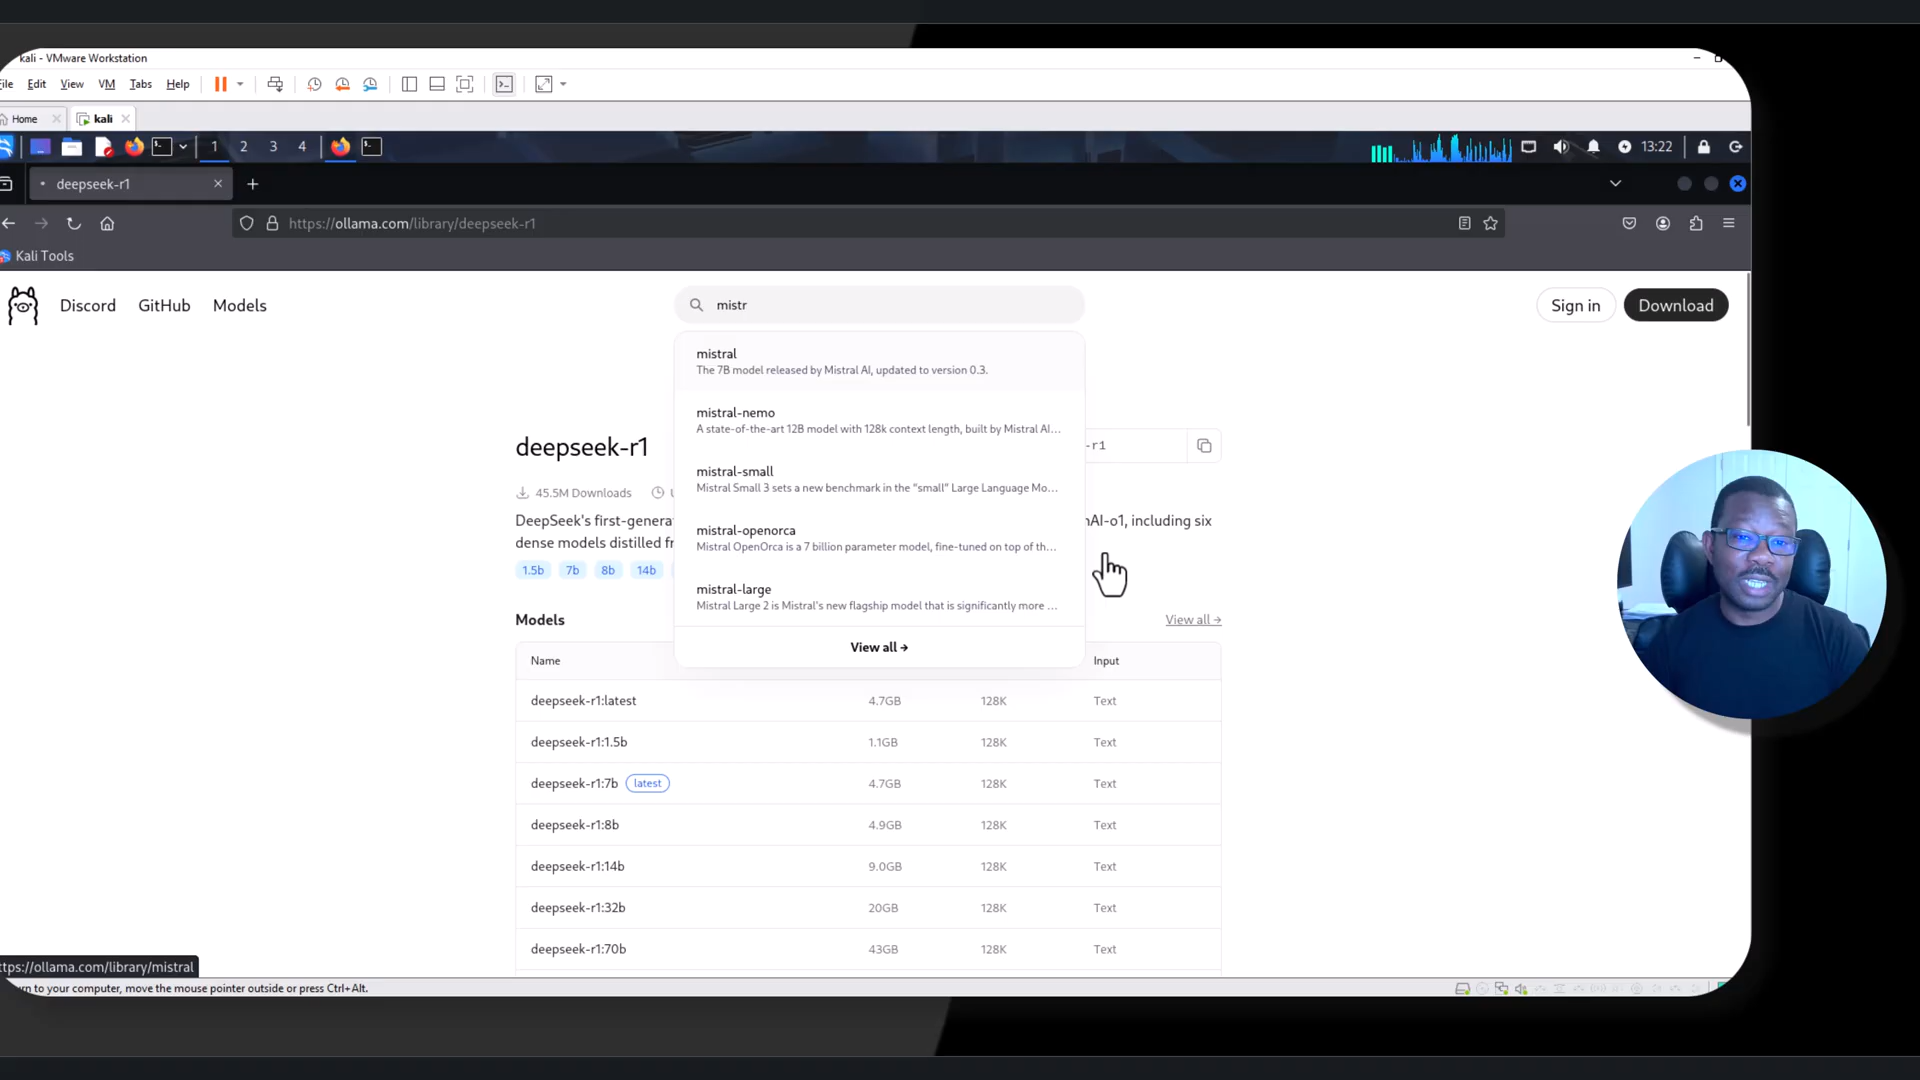 kali - VMware Workstation
ile Edit View VM Tabs Help
Home kali
1 2 3 4 13:22
deepseek-r1
https://ollama.com/library/deepseek-r1
Kali Tools
Discord GitHub Models mistr Sign in Download
mistral
The 7B model released by Mistral AI, updated to version 0.3.
mistral-nemo
A state-of-the-art 12B model with 128k context length, built by Mistral AI...
deepseek-r1 -r1
mistral-small
Mistral Small 3 sets a new benchmark in the “small” Large Language Mo...
45.5M Downloads U
DeepSeek's first-genera nAI-o1, including six
mistral-openorca
Mistral OpenOrca is a 7 billion parameter model, fine-tuned on top of th...
dense models distilled fr
1.5b 7b 8b 14b
mistral-large
Mistral Large 2 is Mistral's new flagship model that is significantly more ...
Models View all →
View all →
Name Input
deepseek-r1:latest 4.7GB 128K Text
deepseek-r1:1.5b 1.1GB 128K Text
deepseek-r1:7b latest 4.7GB 128K Text
deepseek-r1:8b 4.9GB 128K Text
deepseek-r1:14b 9.0GB 128K Text
deepseek-r1:32b 20GB 128K Text
deepseek-r1:70b 43GB 128K Text
ttps://ollama.com/library/mistral
rn to your computer, move the mouse pointer outside or press Ctrl+Alt.